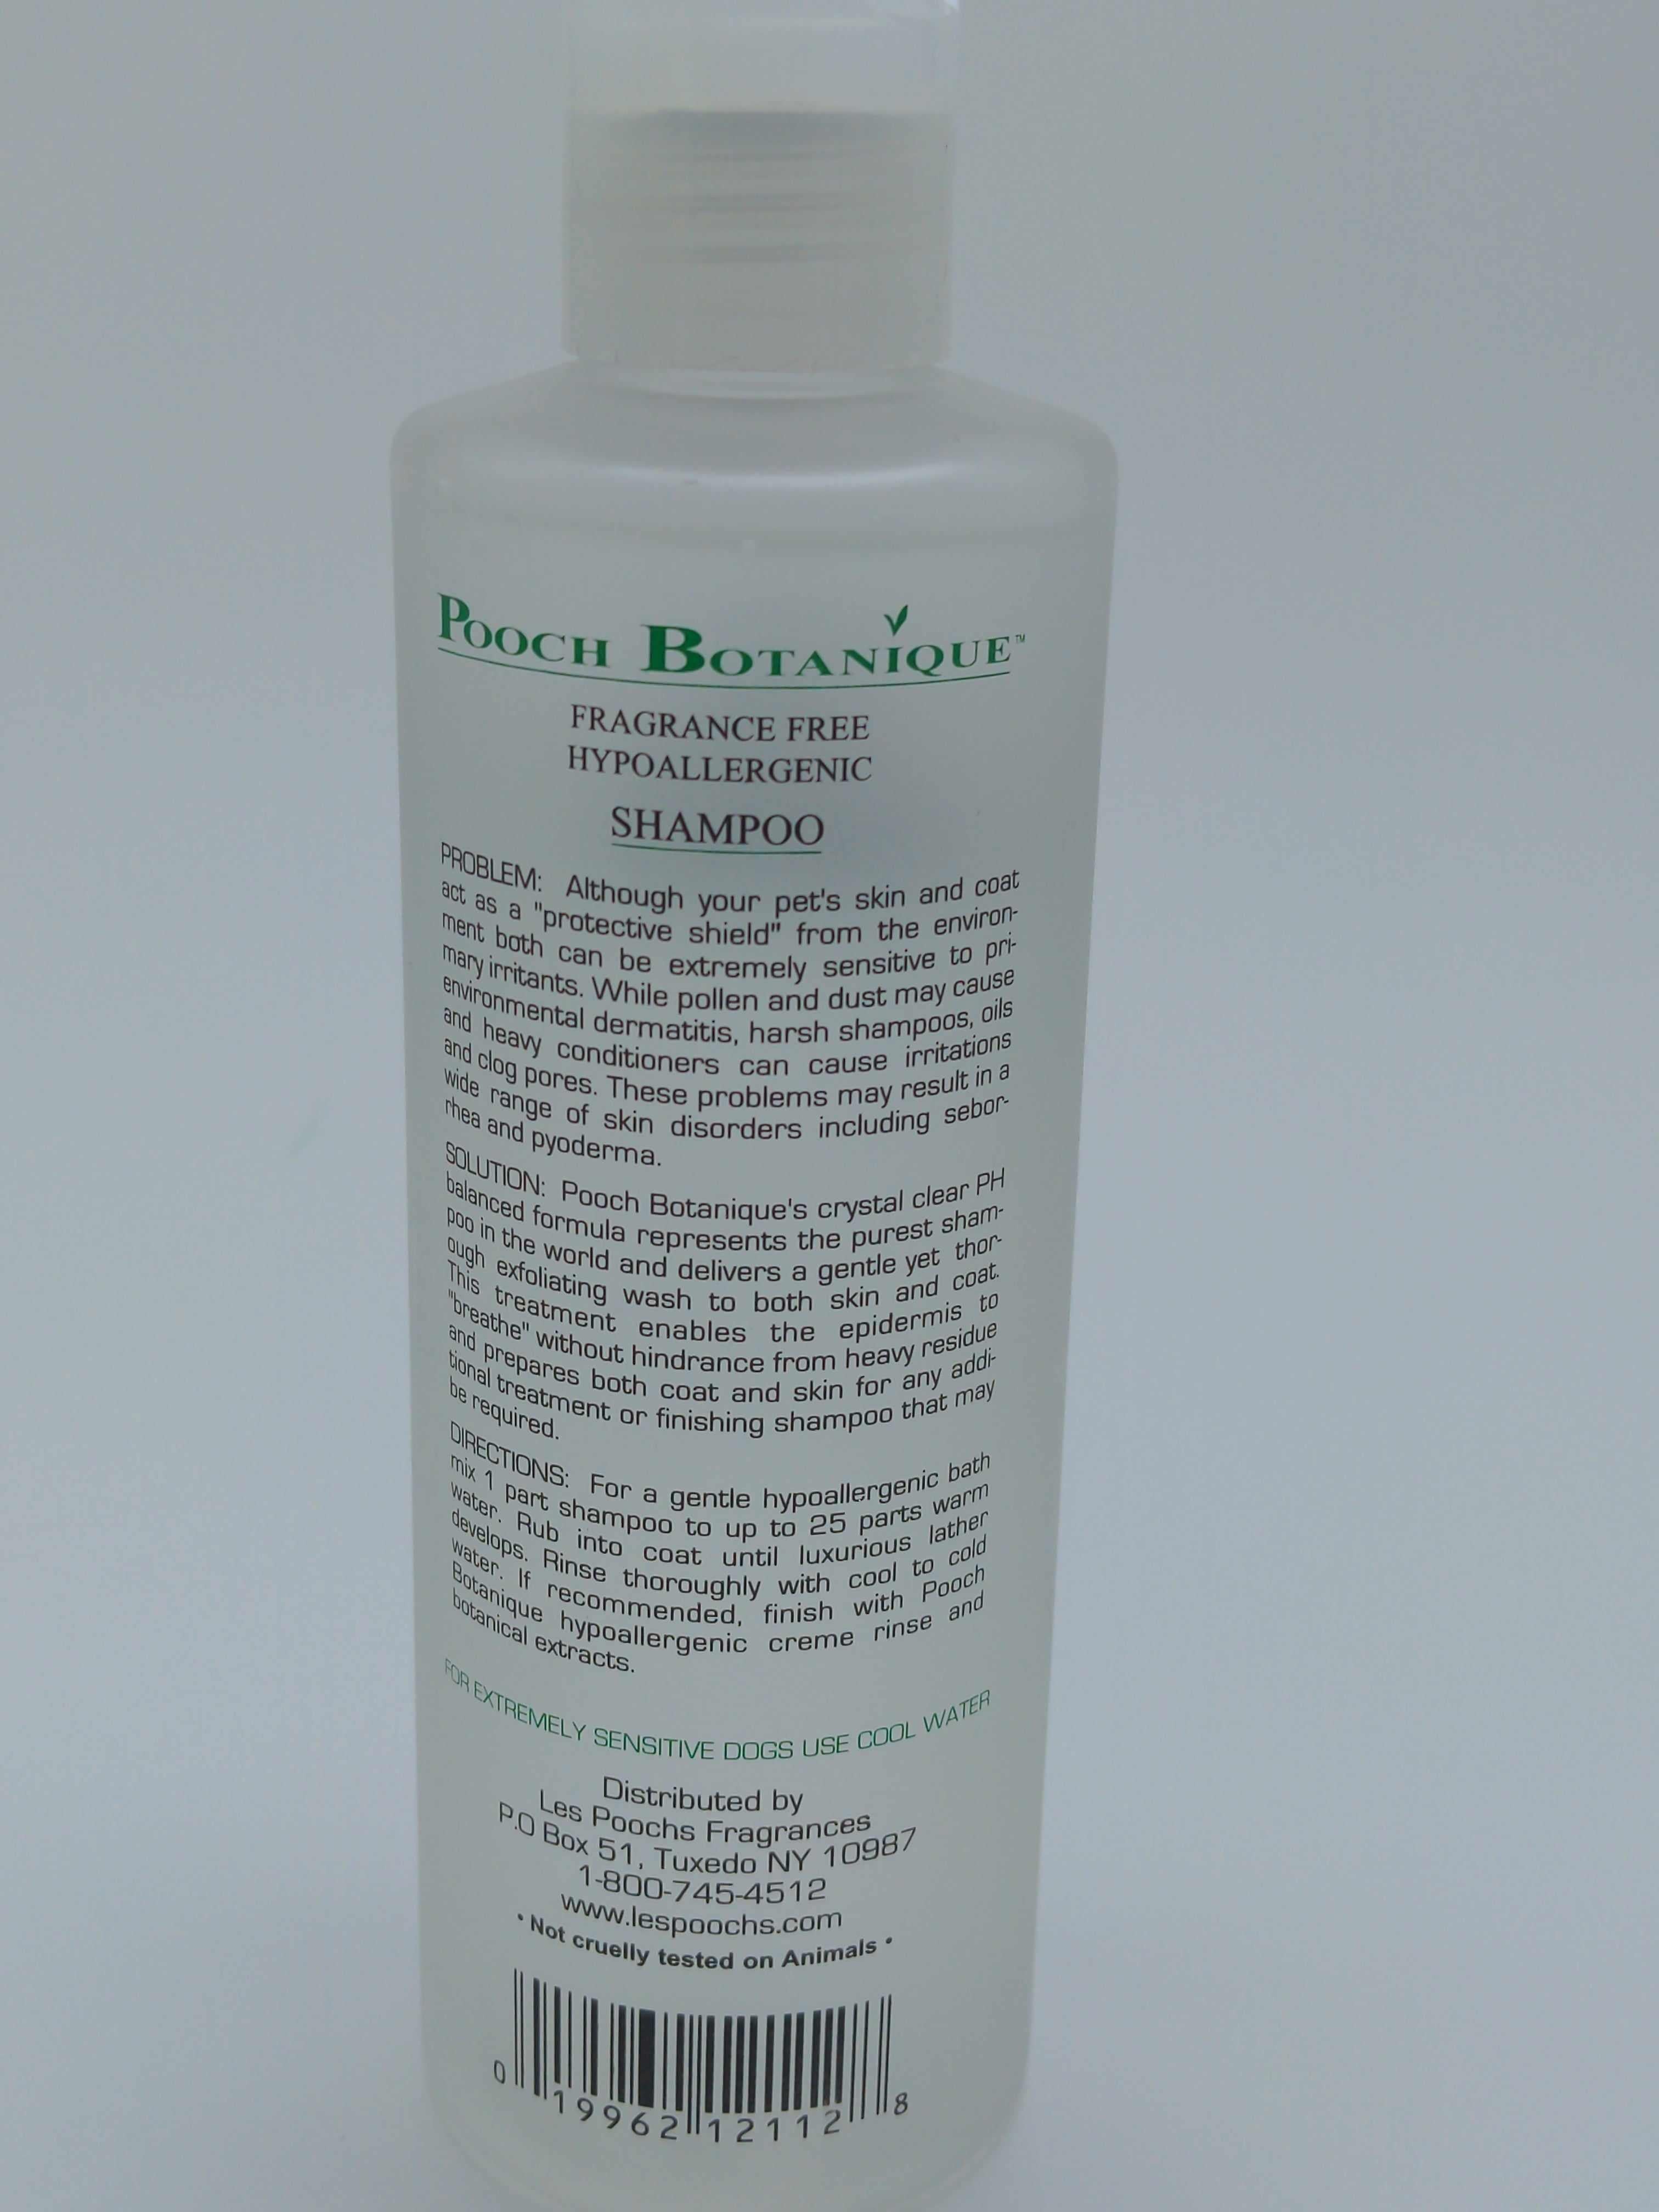 POOCH BOTANIQUE™
FRAGRANCE FREE
HYPOALLERGENIC
SHAMPOO
PROBLEM: Although your pet's skin and coat
act as a "protective shield" from the environ-
ment both can be extremely sensitive to pri-
mary irritants. While pollen and dust may cause
environmental dermatitis, harsh shampoos, oils
and heavy conditioners can cause irritations
and clog pores. These problems may result in a
wide range of skin disorders including sebor-
rhea and pyoderma.
SOLUTION: Pooch Botanique's crystal clear PH
balanced formula represents the purest sham-
poo in the world and delivers a gentle yet thor-
ough exfoliating wash to both skin and coat.
This treatment enables the epidermis to
"breathe" without hindrance from heavy residue
and prepares both coat and skin for any addi-
tional treatment or finishing shampoo that may
be required.
DIRECTIONS: For a gentle hypoallergenic bath
mix 1 part shampoo to up to 25 parts warm
water. Rub into coat until luxurious lather
develops. Rinse thoroughly with cool to cold
water. If recommended, finish with Pooch
Botanique hypoallergenic creme rinse and
botanical extracts.
FOR EXTREMELY SENSITIVE DOGS USE COOL WATER
Distributed by
Les Poochs Fragrances
P.O Box 51, Tuxedo NY 10987
1-800-745-4512
www.lespoochs.com
• Not cruelly tested on Animals •
0 19962 12112 8